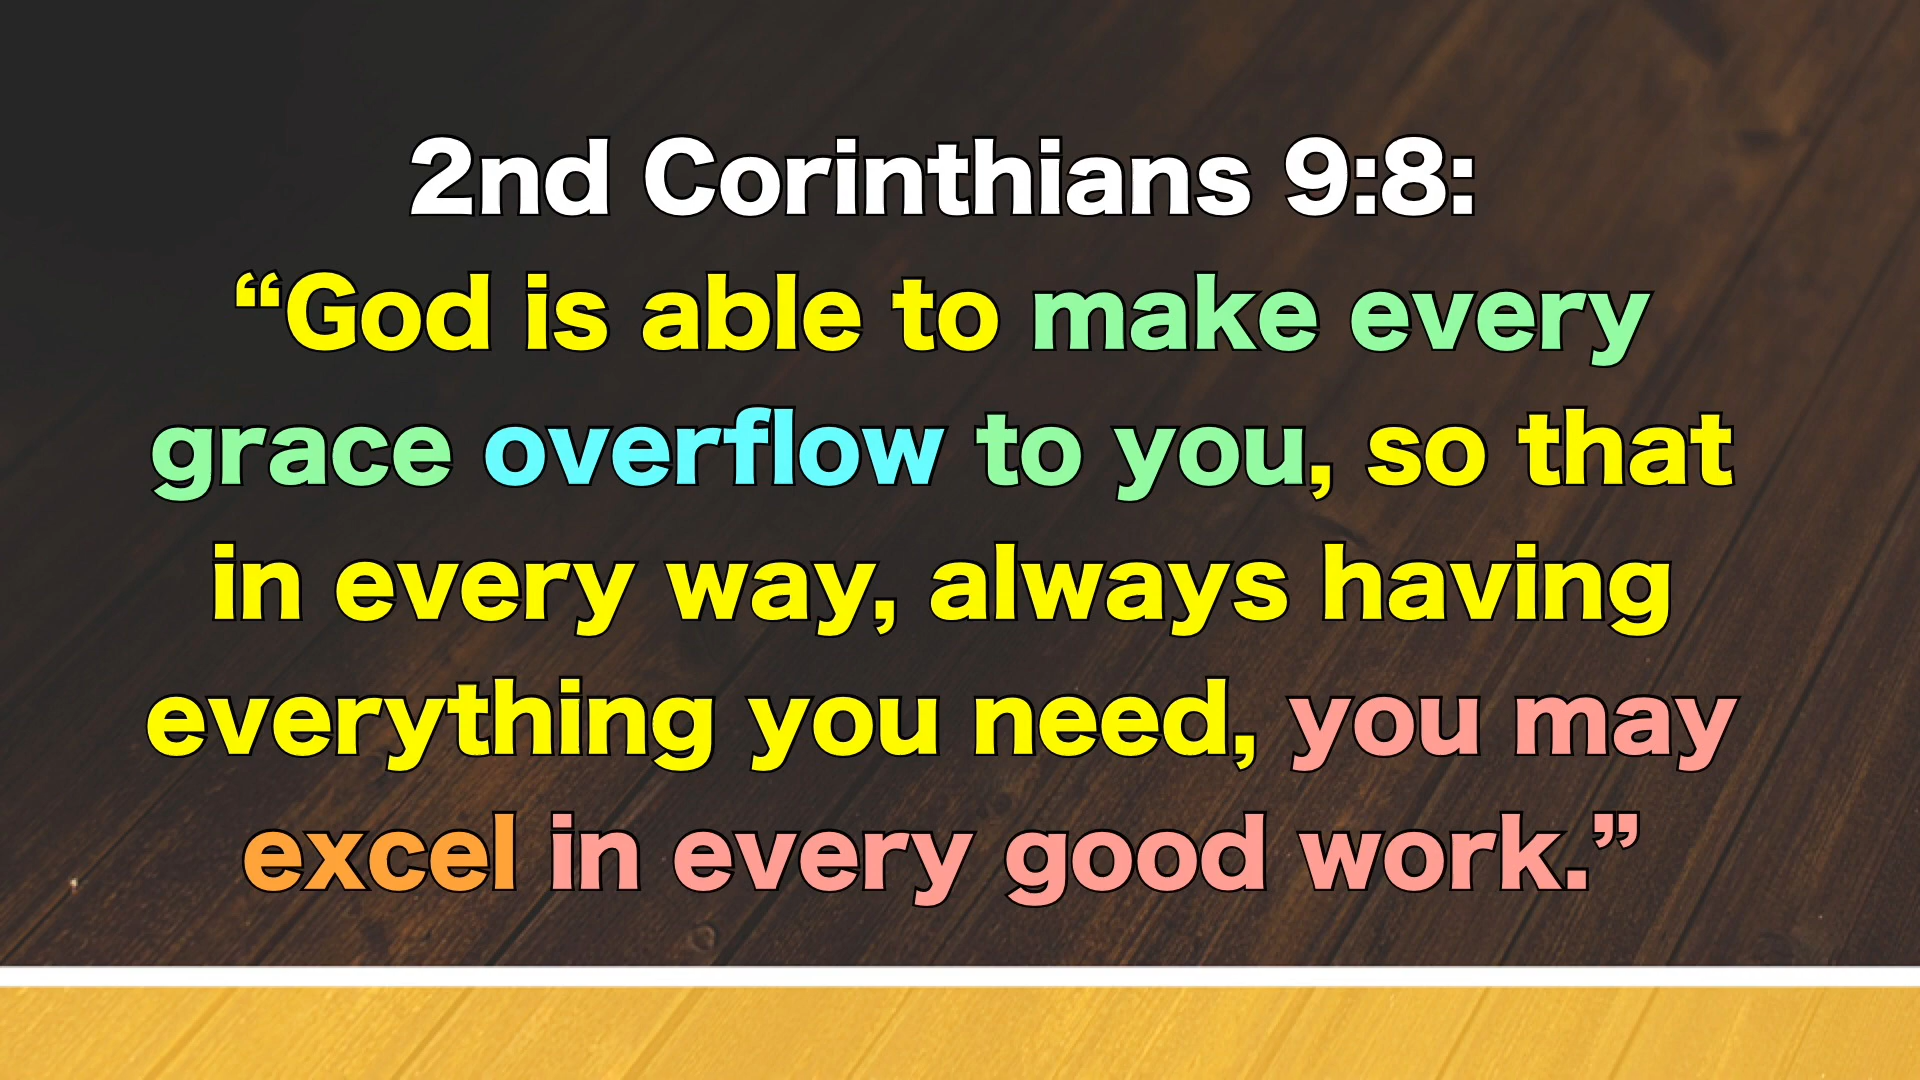 2nd Corinthians 9:8:
“God is able to make every
grace overflow to you, so that
in every way, always having
everything you need, you may
excel in every good work.”